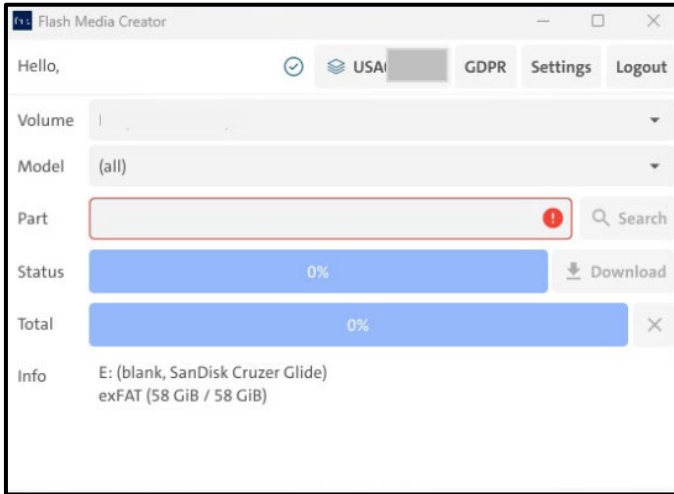 Flash Media Creator
Hello,
USA
GDPR
Settings
Logout
Volume
Model (all)
Part
Search
Status 0% Download
Total 0%
Info E: (blank, SanDisk Cruzer Glide)
exFAT (58 GiB / 58 GiB)